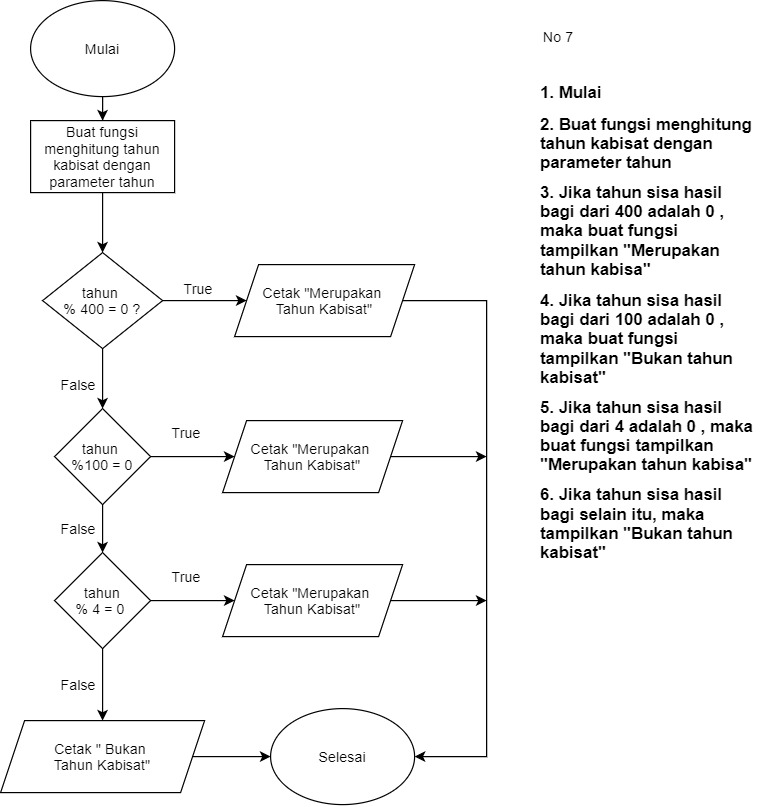 Mulai
Buat fungsi
menghitung tahun
kabisat dengan
parameter tahun
tahun
% 400 = 0 ?
True
Cetak "Merupakan
Tahun Kabisat"
False
tahun
%100 = 0
True
Cetak "Merupakan
Tahun Kabisat"
False
tahun
% 4 = 0
True
Cetak "Merupakan
Tahun Kabisat"
False
Cetak " Bukan
Tahun Kabisat"
Selesai
No 7
1. Mulai
2. Buat fungsi menghitung
tahun kabisat dengan
parameter tahun
3. Jika tahun sisa hasil
bagi dari 400 adalah 0 ,
maka buat fungsi
tampilkan "Merupakan
tahun kabisa"
4. Jika tahun sisa hasil
bagi dari 100 adalah 0 ,
maka buat fungsi
tampilkan "Bukan tahun
kabisat"
5. Jika tahun sisa hasil
bagi dari 4 adalah 0 , maka
buat fungsi tampilkan
"Merupakan tahun kabisa"
6. Jika tahun sisa hasil
bagi selain itu, maka
tampilkan "Bukan tahun
kabisat"